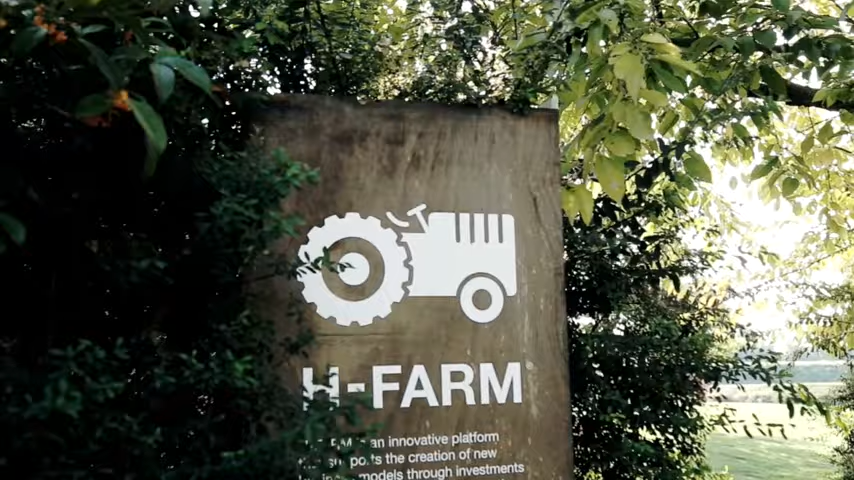 H-FARM
is an innovative platform
the creation of new
models through investments